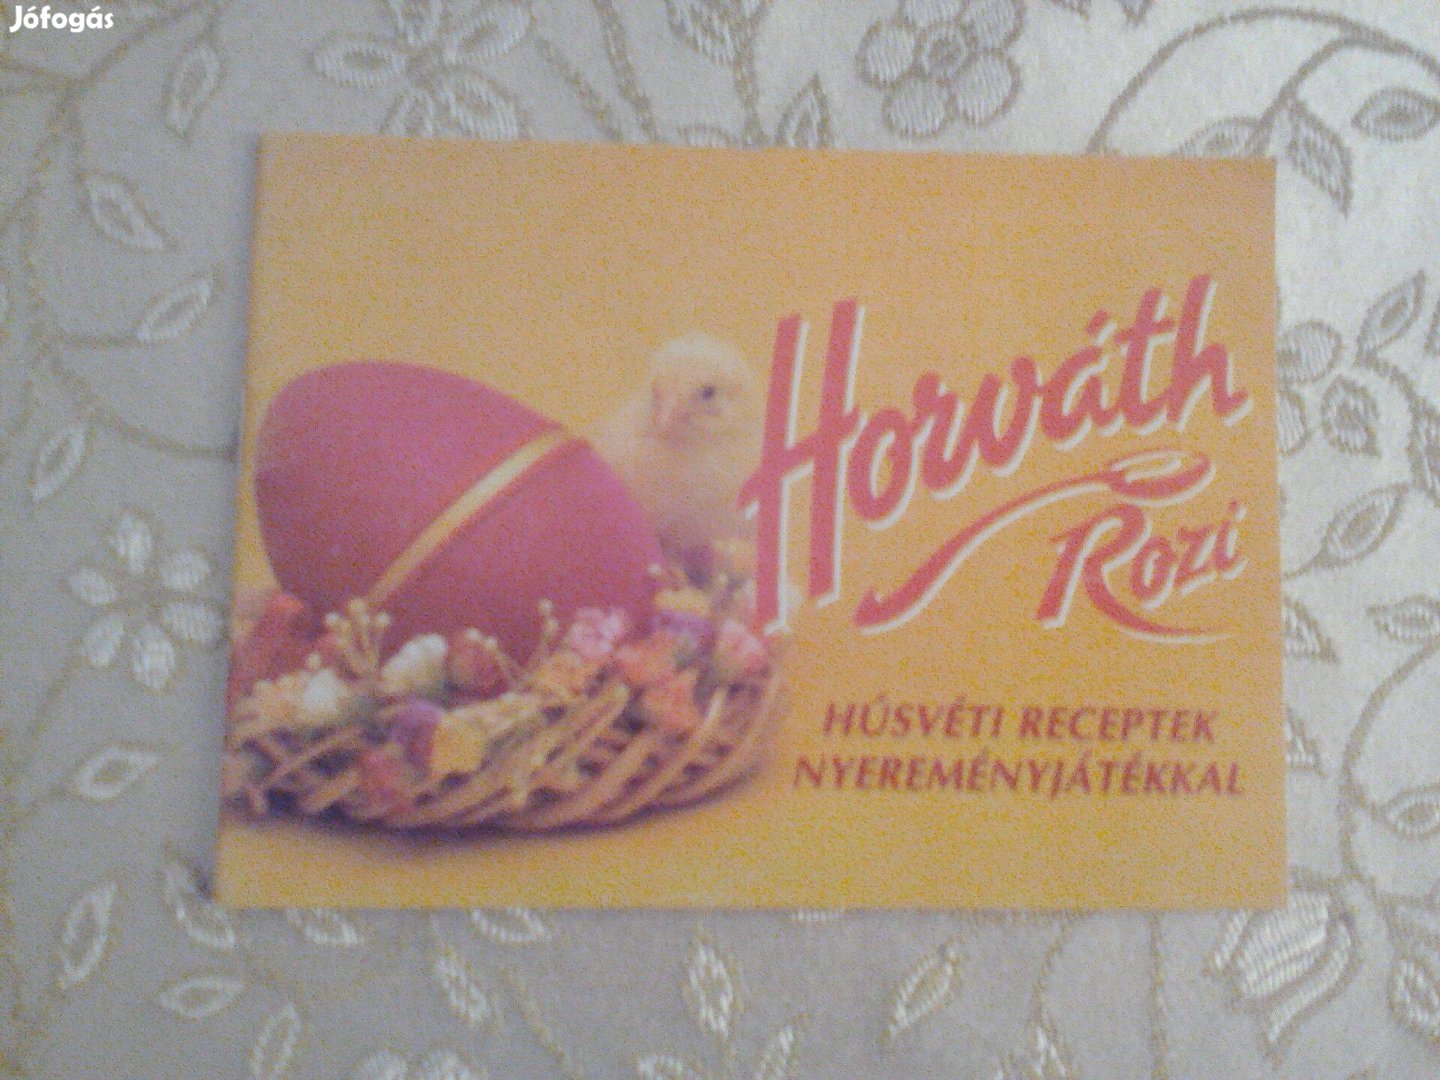 Jófogás
Horváth
Rozi
HÚSVÉTI RECEPTEK
NYEREMÉNYJÁTÉKKAL